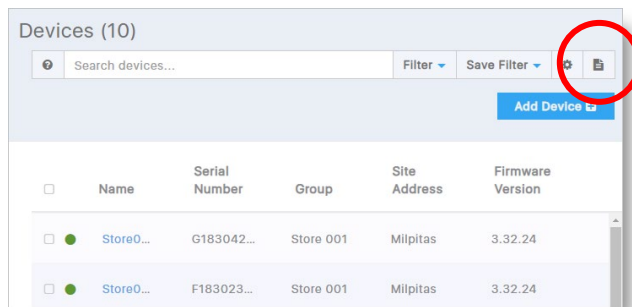 Devices (10)
Search devices... Filter Save Filter
Add Device
Name Serial Number Group Site Address Firmware Version
Store0... G183042... Store 001 Milpitas 3.32.24
Store0... F183023... Store 001 Milpitas 3.32.24